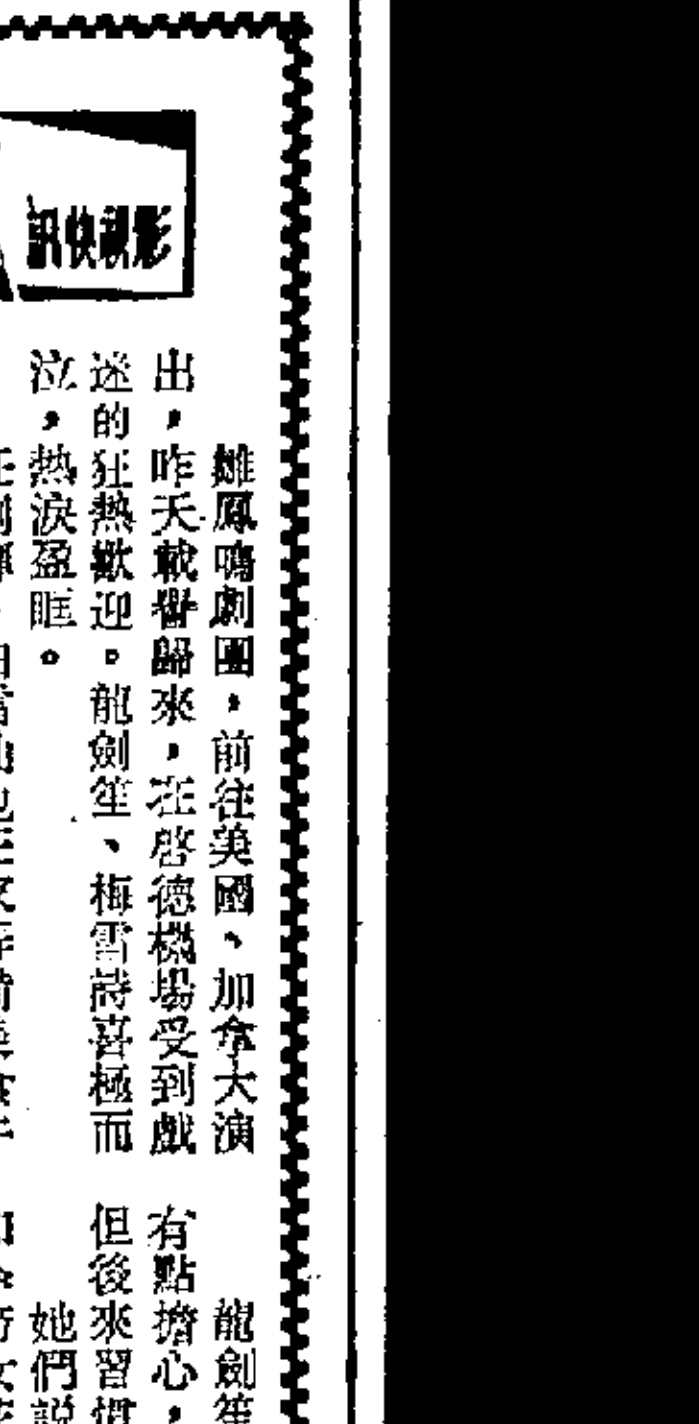 影視快訊
雛鳳鳴劇團，前往美國、加拿大演
出，昨天載譽歸來，在啓德機場受到戲
迷的狂熱歡迎。龍劍笙、梅雪詩喜極而
泣，熱淚盈眶。
龍劍笙
有點擔心，
但後來習慣
她們説